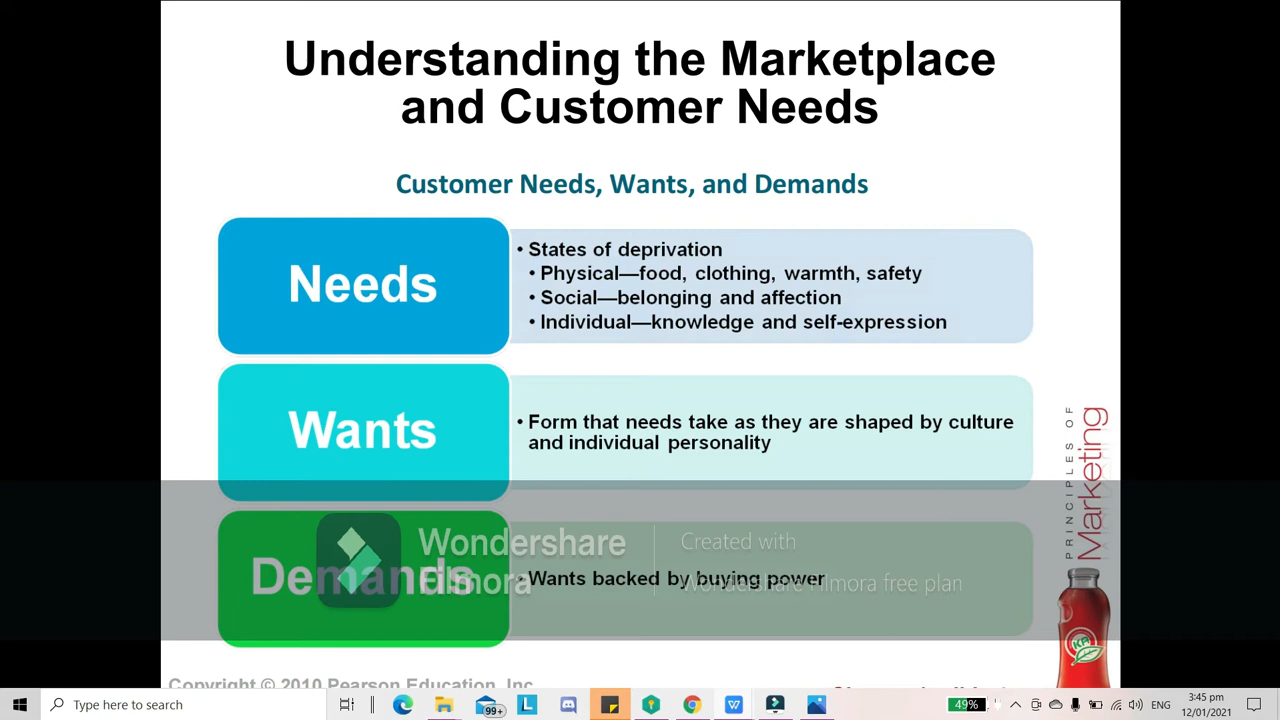 Understanding the Marketplace
and Customer Needs
Customer Needs, Wants, and Demands
Needs
• States of deprivation
• Physical—food, clothing, warmth, safety
• Social—belonging and affection
• Individual—knowledge and self-expression
Wants
• Form that needs take as they are shaped by culture
and individual personality
Demands
• Wants backed by buying power
Wondershare
Filmora
Created with
Wondershare Filmora free plan
PRINCIPLES OF
Marketing
Copyright © 2010 Pearson Education, Inc
Type here to search
99+
49%
ENG
3:45 pm
12/01/2021